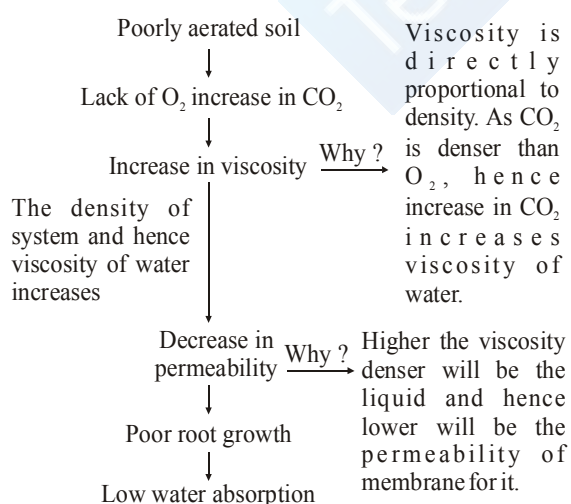 Poorly aerated soil
Lack of O₂ increase in CO₂
Increase in viscosity
Why ?
Viscosity is
directly
proportional to
density. As CO₂
is denser than
O₂, hence
increase in CO₂
increases
viscosity of
water.
The density of
system and hence
viscosity of water
increases
Decrease in
permeability
Why ?
Higher the viscosity
denser will be the
liquid and hence
lower will be the
permeability of
membrane for it.
Poor root growth
Low water absorption